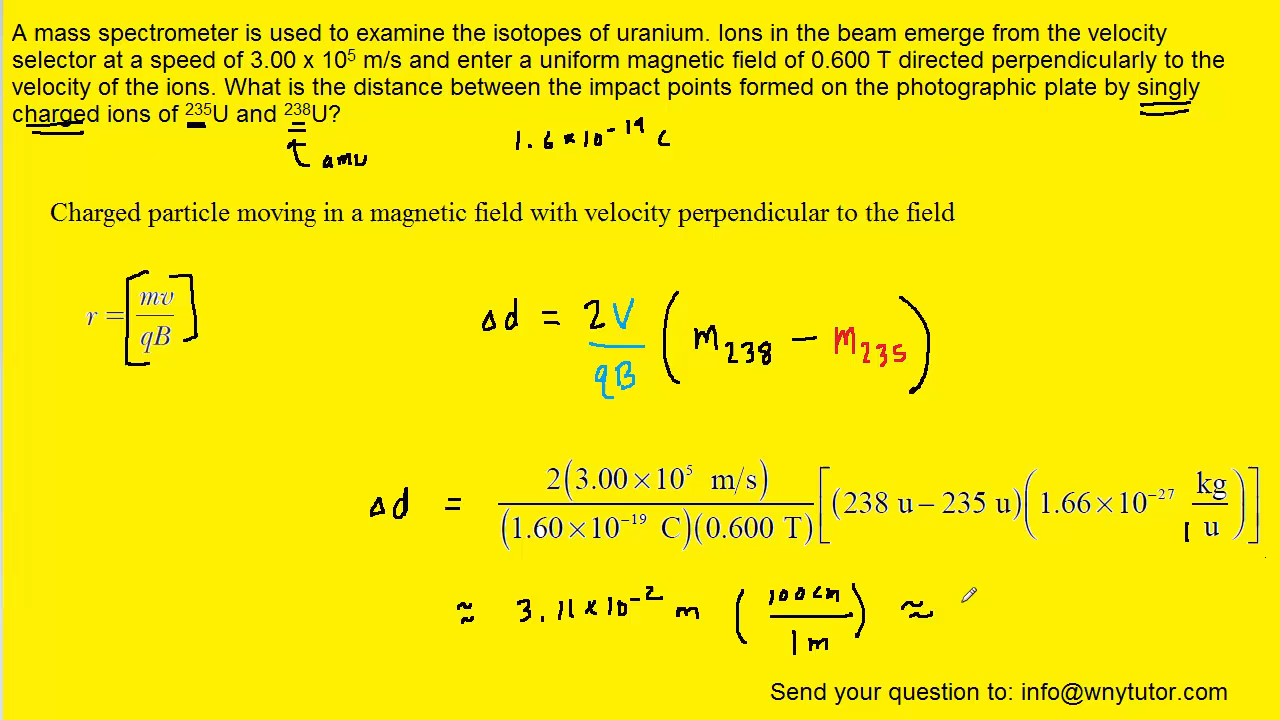 A mass spectrometer is used to examine the isotopes of uranium. Ions in the beam emerge from the velocity
selector at a speed of 3.00 x 10⁵ m/s and enter a uniform magnetic field of 0.600 T directed perpendicularly to the
velocity of the ions. What is the distance between the impact points formed on the photographic plate by singly
charged ions of ²³⁵U and ²³⁸U?
amu
1.6 × 10⁻¹⁹ C
Charged particle moving in a magnetic field with velocity perpendicular to the field
r = [mv/qB]
Δd = 2V/qB (m₂₃₈ − m₂₃₅)
Δd = 2(3.00×10⁵ m/s)/(1.60×10⁻¹⁹ C)(0.600 T) [(238 u − 235 u)(1.66×10⁻²⁷ kg/1 u)]
≈ 3.11 × 10⁻² m (100cm/1m) ≈
Send your question to: info@wnytutor.com